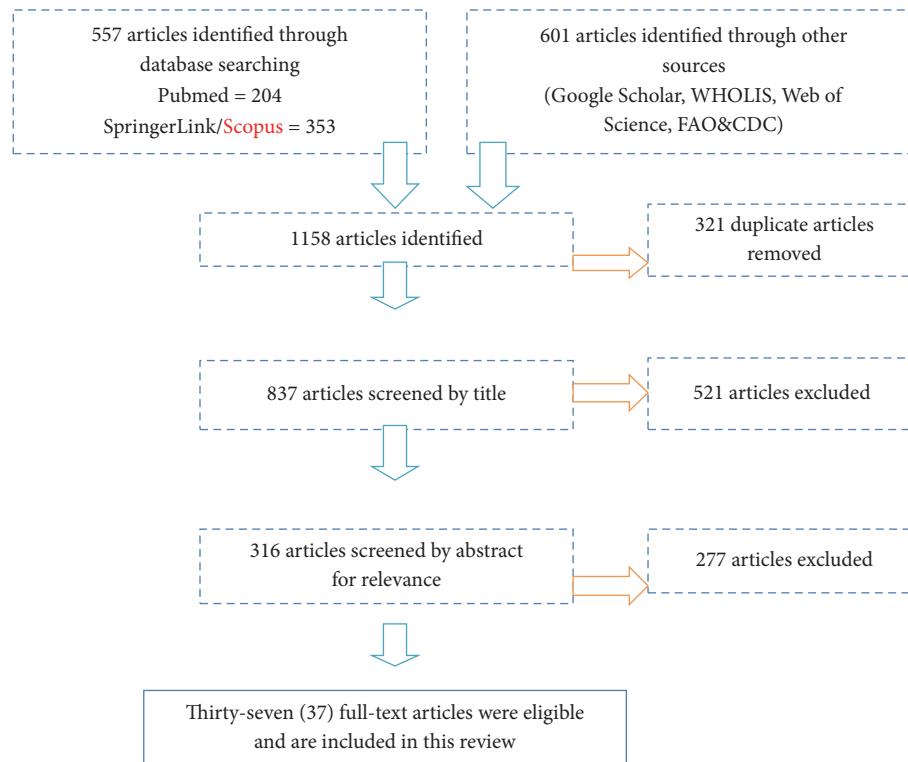 557 articles identified through
database searching
Pubmed = 204
SpringerLink/Scopus = 353
601 articles identified through other
sources
(Google Scholar, WHOLIS, Web of
Science, FAO&CDC)
1158 articles identified
321 duplicate articles
removed
837 articles screened by title
521 articles excluded
316 articles screened by abstract
for relevance
277 articles excluded
Thirty-seven (37) full-text articles were eligible
and are included in this review